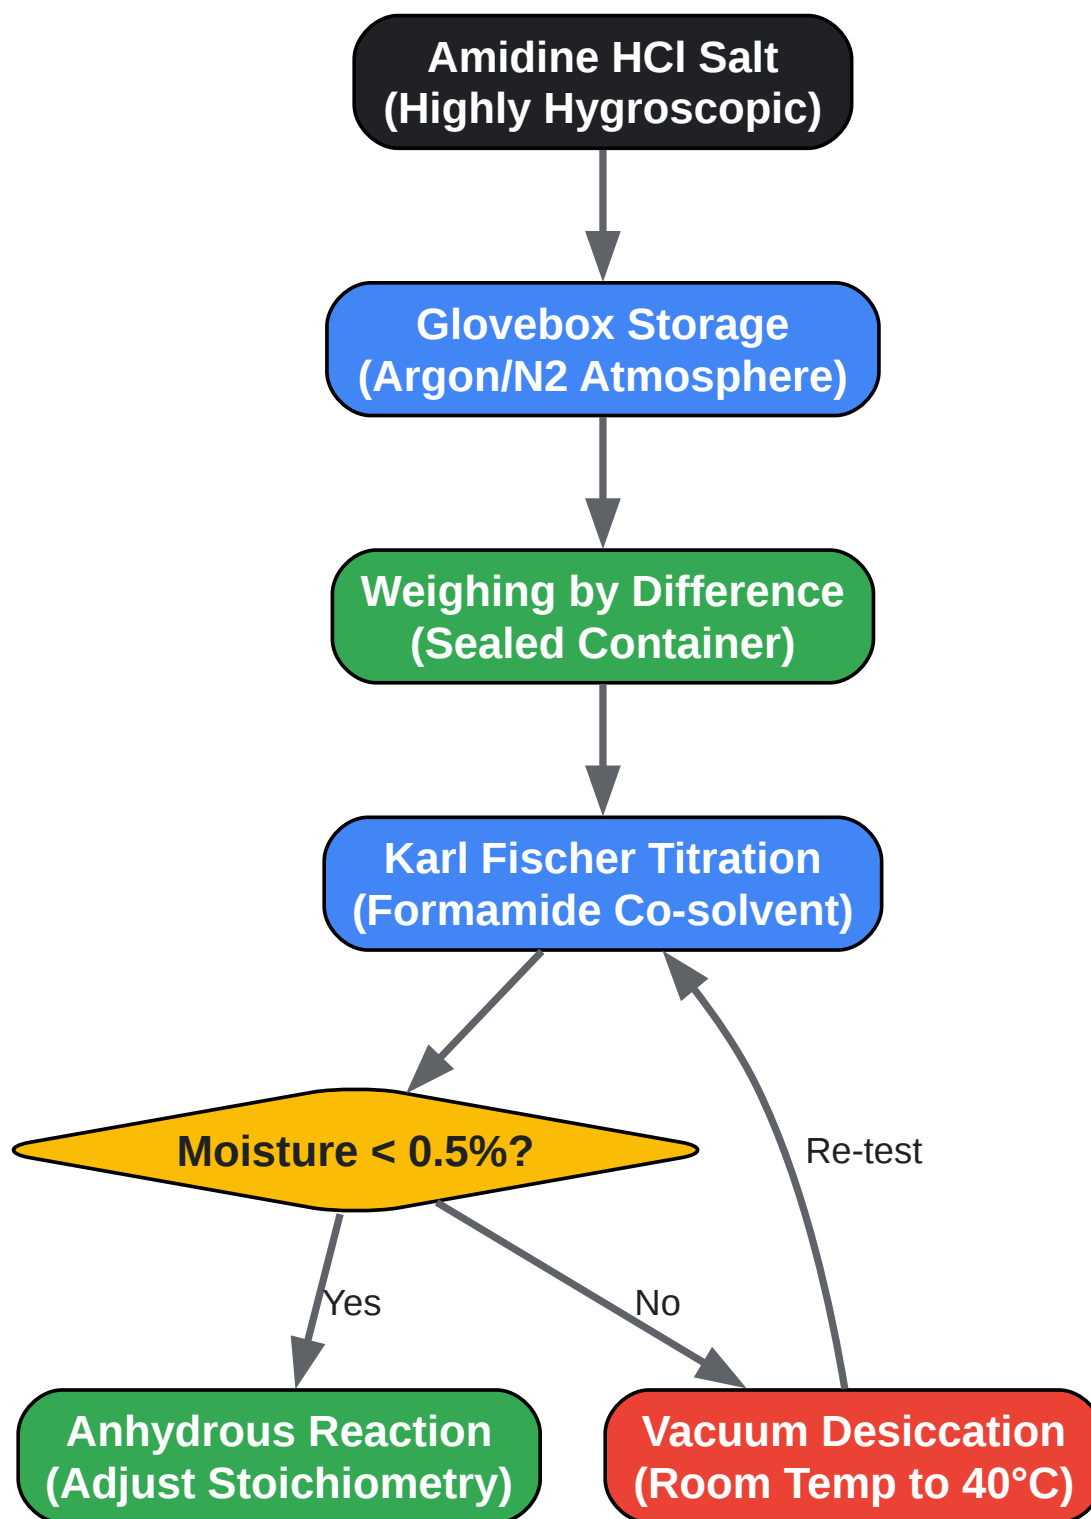 Amidine HCl Salt
(Highly Hygroscopic)
Glovebox Storage
(Argon/N2 Atmosphere)
Weighing by Difference
(Sealed Container)
Karl Fischer Titration
(Formamide Co-solvent)
Moisture < 0.5%?
Re-test
Yes
No
Anhydrous Reaction
(Adjust Stoichiometry)
Vacuum Desiccation
(Room Temp to 40°C)